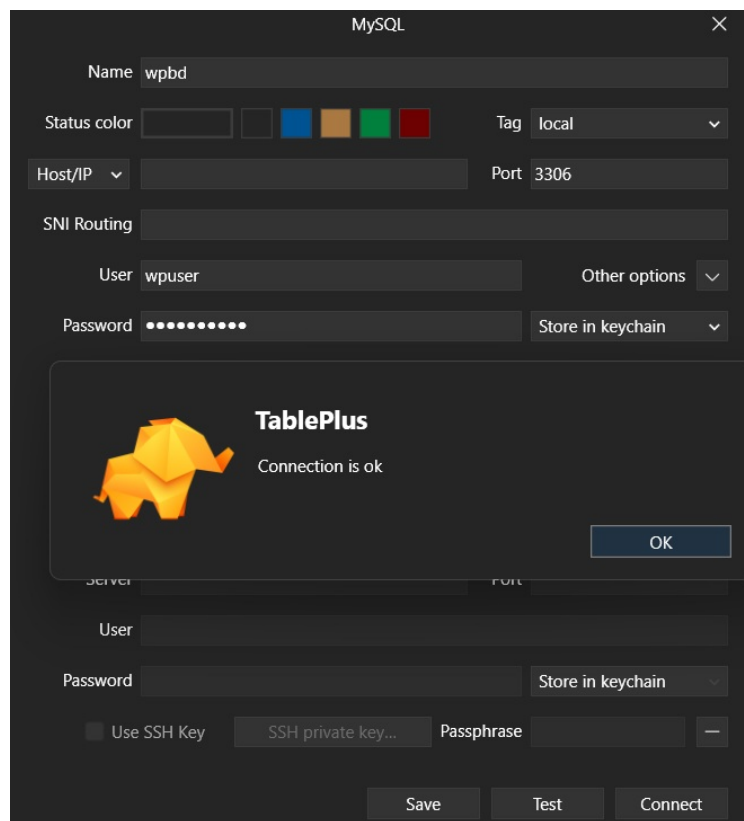 MySQL
Name wpbd
Status color Tag local
Host/IP Port 3306
SNI Routing
User wpuser Other options
Password •••••••••• Store in keychain
TablePlus
Connection is ok
OK
Server Port
User
Password Store in keychain
Use SSH Key SSH private key... Passphrase
Save Test Connect